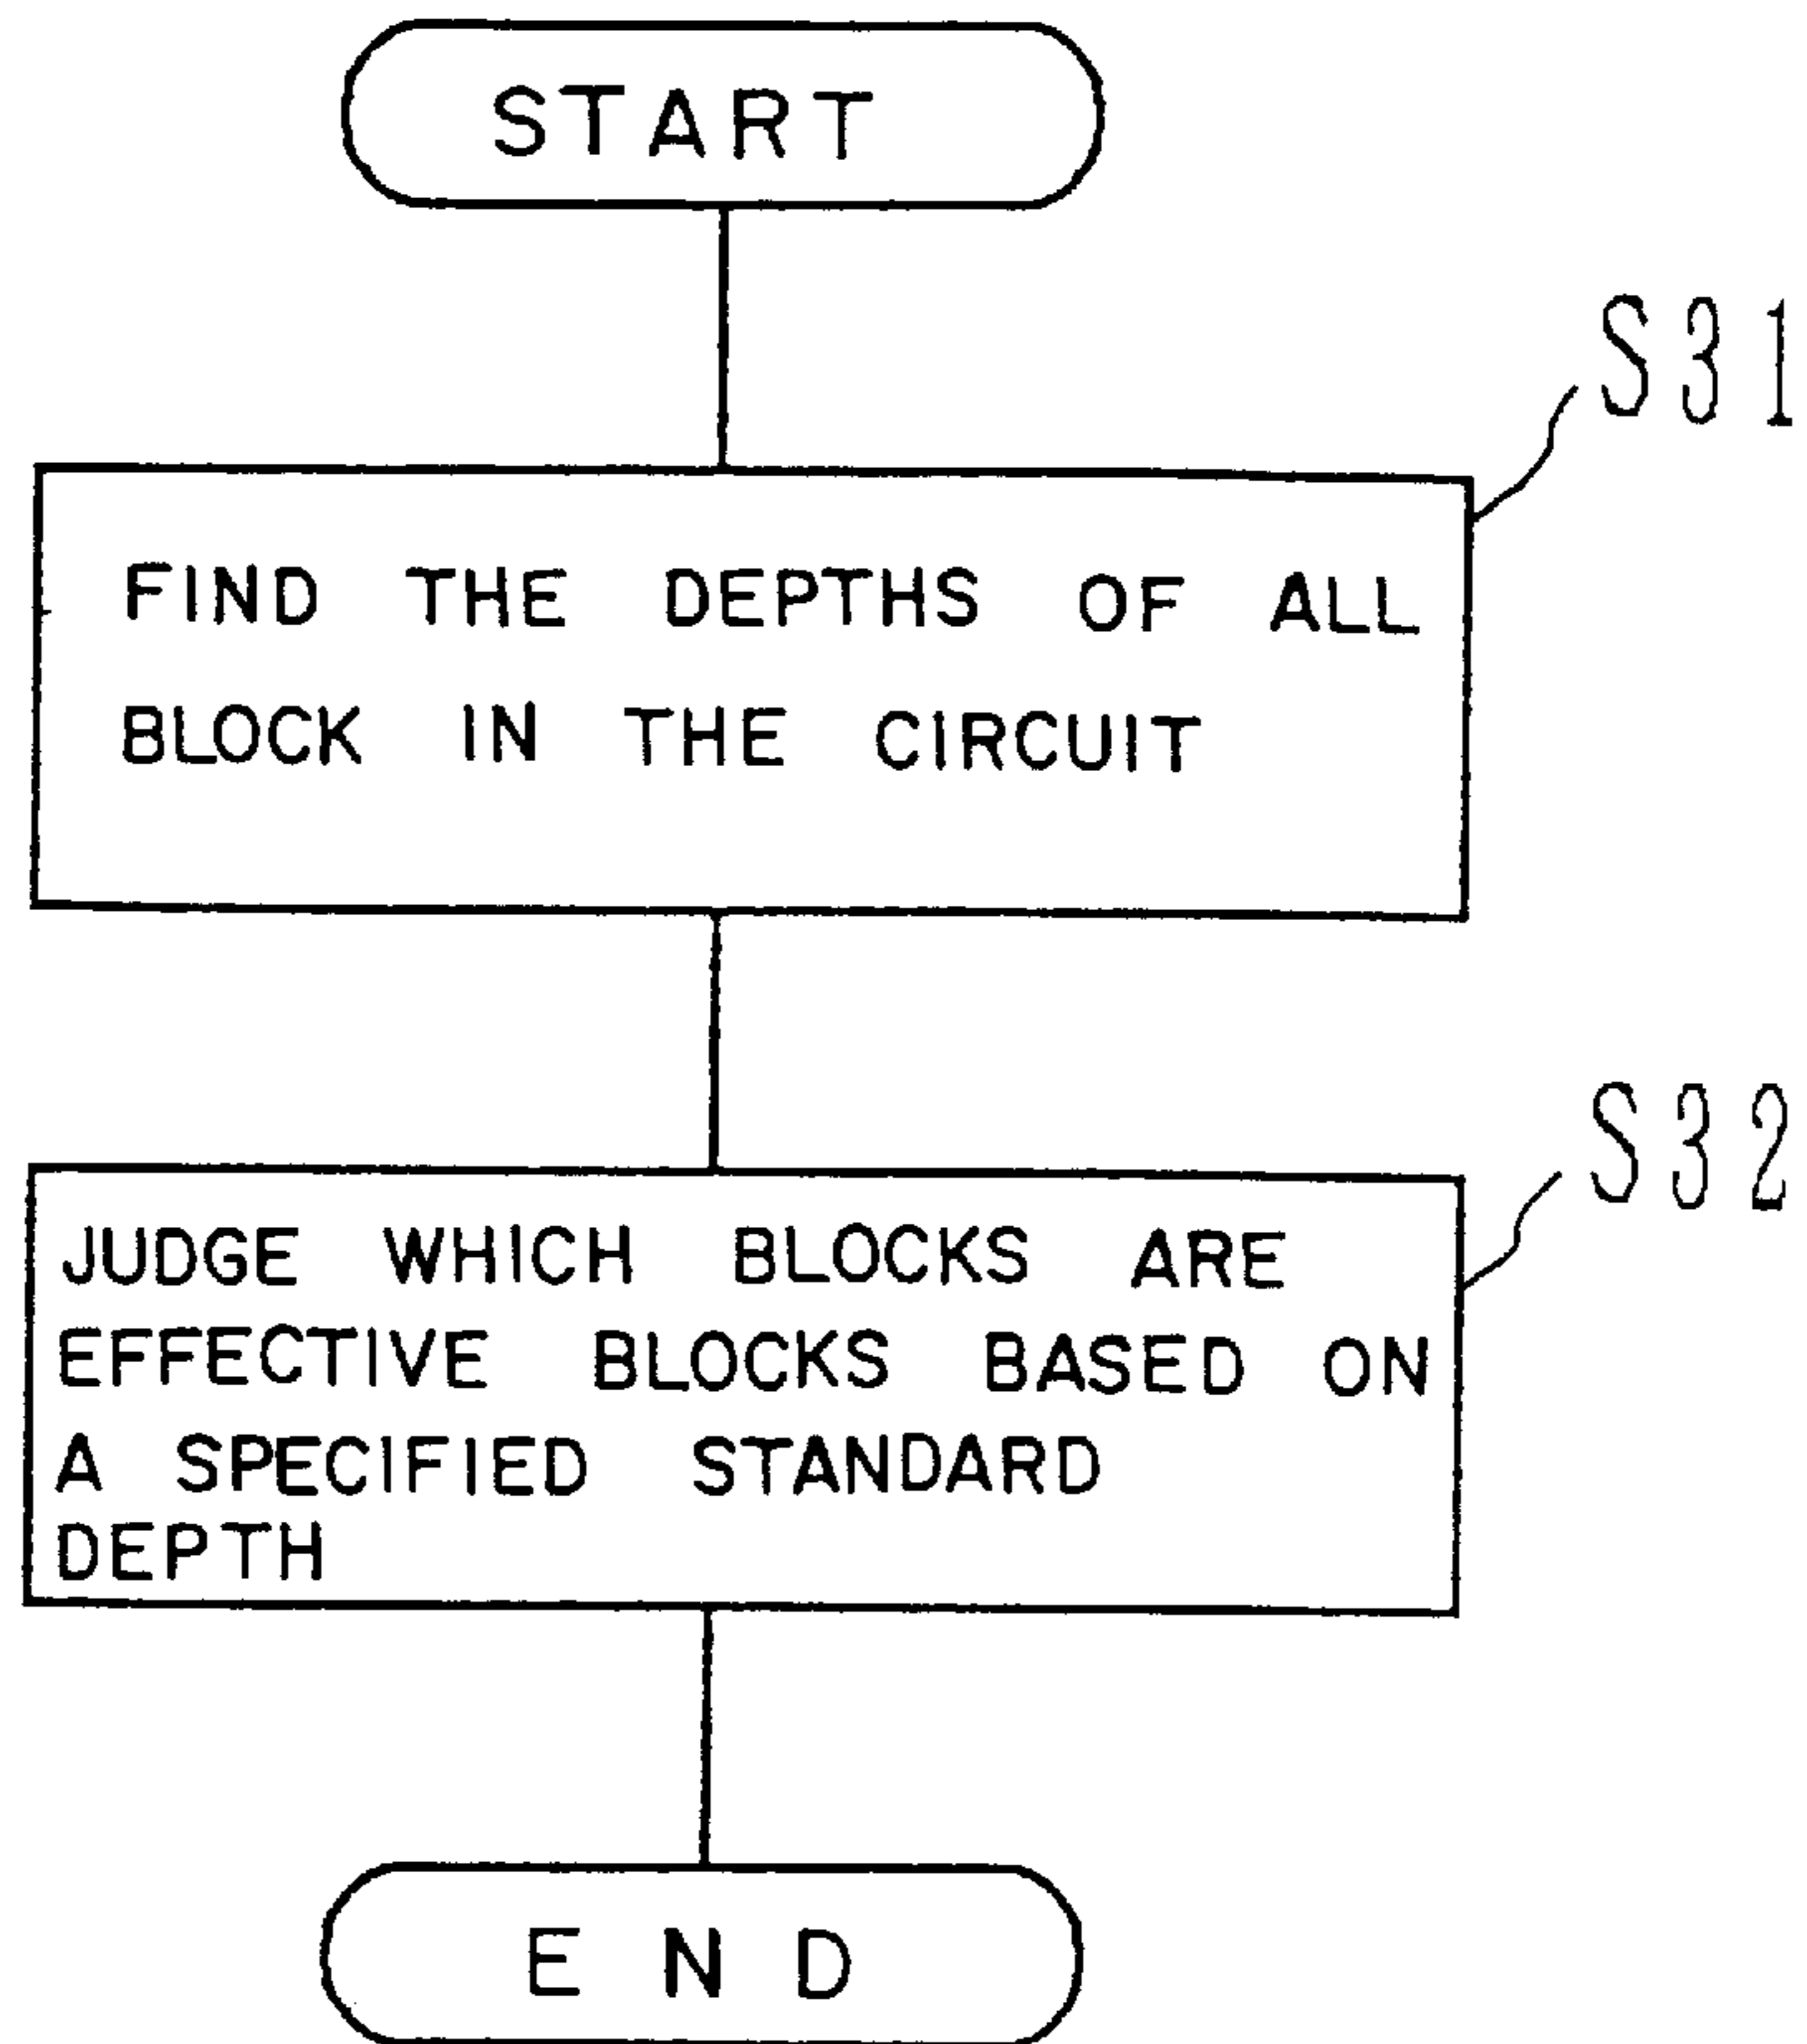 START
S31
FIND THE DEPTHS OF ALL
BLOCK IN THE CIRCUIT
S32
JUDGE WHICH BLOCKS ARE
EFFECTIVE BLOCKS BASED ON
A SPECIFIED STANDARD
DEPTH
END